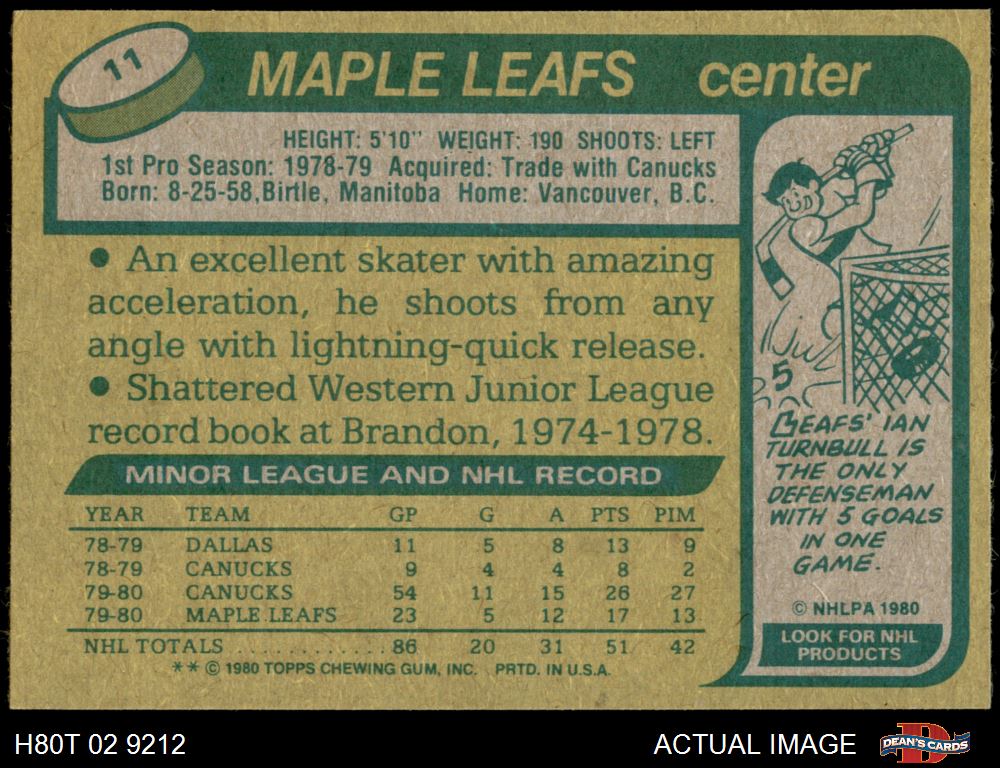 11
MAPLE LEAFS center
HEIGHT: 5'10" WEIGHT: 190 SHOOTS: LEFT
1st Pro Season: 1978-79 Acquired: Trade with Canucks
Born: 8-25-58, Birtle, Manitoba Home: Vancouver, B.C.
• An excellent skater with amazing
acceleration, he shoots from any
angle with lightning-quick release.
• Shattered Western Junior League
record book at Brandon, 1974-1978.
MINOR LEAGUE AND NHL RECORD
YEAR TEAM GP G A PTS PIM
78-79 DALLAS 11 5 8 13 9
78-79 CANUCKS 9 4 4 8 2
79-80 CANUCKS 54 11 15 26 27
79-80 MAPLE LEAFS 23 5 12 17 13
NHL TOTALS ............ 86 20 31 51 42
** © 1980 TOPPS CHEWING GUM, INC. PRTD. IN U.S.A.
5
LEAFS' IAN
TURNBULL IS
THE ONLY
DEFENSEMAN
WITH 5 GOALS
IN ONE
GAME.
© NHLPA 1980
LOOK FOR NHL
PRODUCTS
H80T 02 9212
ACTUAL IMAGE
D
DEAN'S CARDS